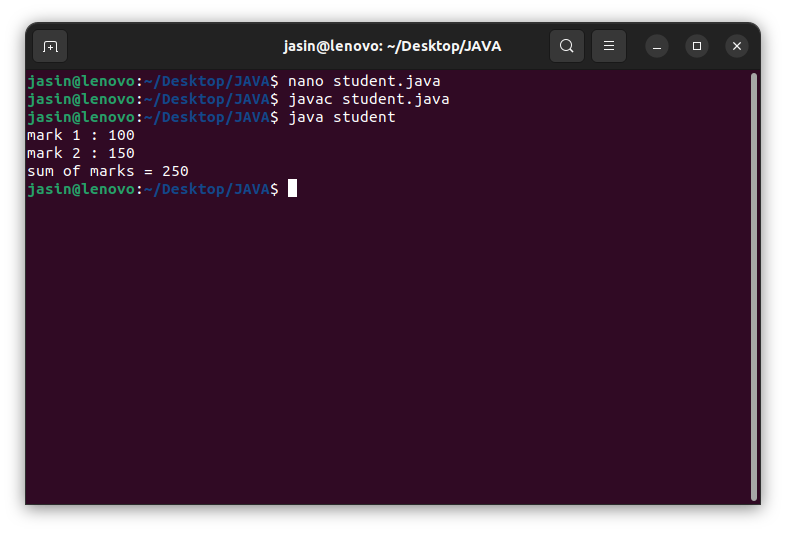 jasin@lenovo: ~/Desktop/JAVA
jasin@lenovo:~/Desktop/JAVA$ nano student.java
jasin@lenovo:~/Desktop/JAVA$ javac student.java
jasin@lenovo:~/Desktop/JAVA$ java student
mark 1 : 100
mark 2 : 150
sum of marks = 250
jasin@lenovo:~/Desktop/JAVA$